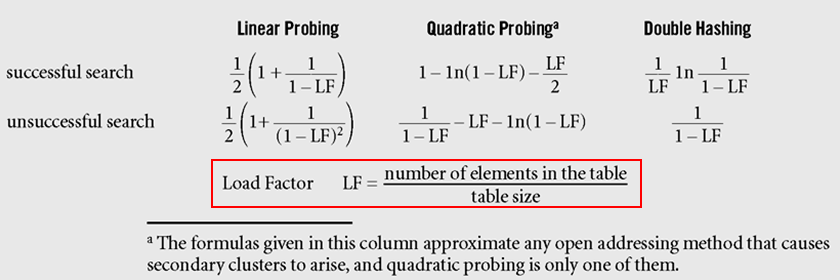 Linear Probing Quadratic Probingᵃ Double Hashing
successful search 1/2(1 + 1/(1 – LF)) 1 – ln(1 – LF) – LF/2 1/LF ln 1/(1 – LF)
unsuccessful search 1/2(1+ 1/(1 – LF)²) 1/(1 – LF) – LF – ln(1 – LF) 1/(1 – LF)
Load Factor LF = number of elements in the table/table size
ᵃ The formulas given in this column approximate any open addressing method that causes
secondary clusters to arise, and quadratic probing is only one of them.